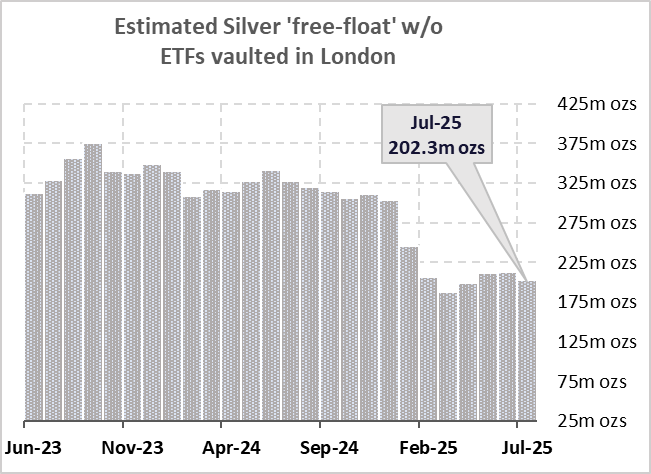 Estimated Silver 'free-float' w/o
ETFs vaulted in London
425m ozs
Jul-25
202.3m ozs
375m ozs
325m ozs
275m ozs
225m ozs
175m ozs
125m ozs
75m ozs
25m ozs
Jun-23 Nov-23 Apr-24 Sep-24 Feb-25 Jul-25